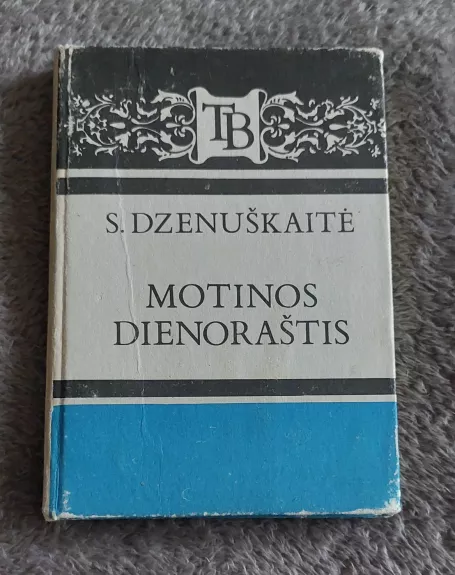 TB
S. DZENUŠKAITĖ
MOTINOS
DIENORAŠTIS